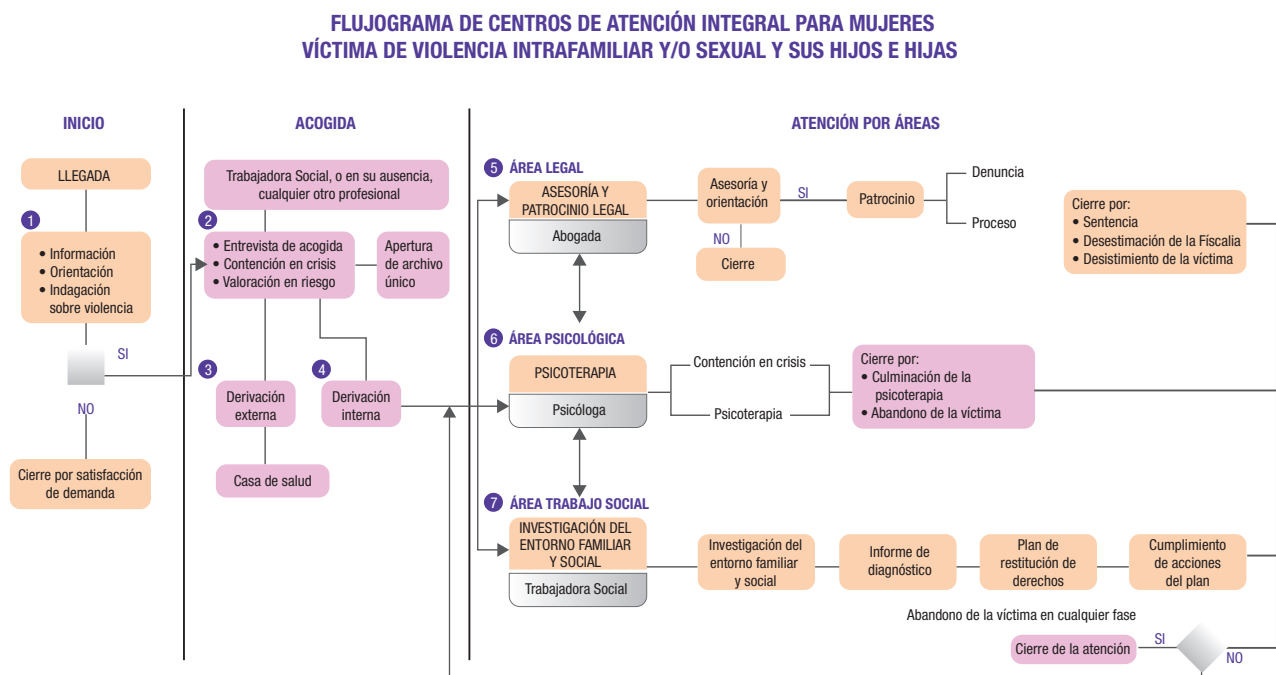 FLUJOGRAMA DE CENTROS DE ATENCIÓN INTEGRAL PARA MUJERES
VÍCTIMA DE VIOLENCIA INTRAFAMILIAR Y/O SEXUAL Y SUS HIJOS E HIJAS
INICIO
LLEGADA
1
• Información
• Orientación
• Indagación
sobre violencia
SI
NO
Cierre por satisfacción
de demanda
ACOGIDA
Trabajadora Social, o en su ausencia,
cualquier otro profesional
2
• Entrevista de acogida
• Contención en crisis
• Valoración en riesgo
Apertura
de archivo
único
3
Derivación
externa
4
Derivación
interna
Casa de salud
ATENCIÓN POR ÁREAS
5 ÁREA LEGAL
ASESORÍA Y
PATROCINIO LEGAL
Abogada
Asesoría y
orientación
SI
NO
Cierre
Patrocinio
Denuncia
Proceso
Cierre por:
• Sentencia
• Desestimación de la Físcalia
• Desistimiento de la víctima
6 ÁREA PSICOLÓGICA
PSICOTERAPIA
Psicóloga
Contención en crisis
Psicoterapia
Cierre por:
• Culminación de la
psicoterapia
• Abandono de la víctima
7 ÁREA TRABAJO SOCIAL
INVESTIGACIÓN DEL
ENTORNO FAMILIAR
Y SOCIAL
Trabajadora Social
Investigación del
entorno familiar
y social
Informe de
diagnóstico
Plan de
restitución de
derechos
Cumplimiento
de acciones
del plan
Abandono de la víctima en cualquier fase
Cierre de la atención
SI
NO